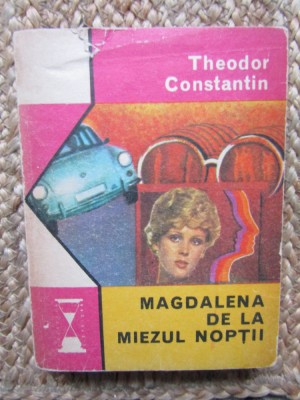 Theodor
Constantin
MAGDALENA
DE LA
MIEZUL NOPȚII